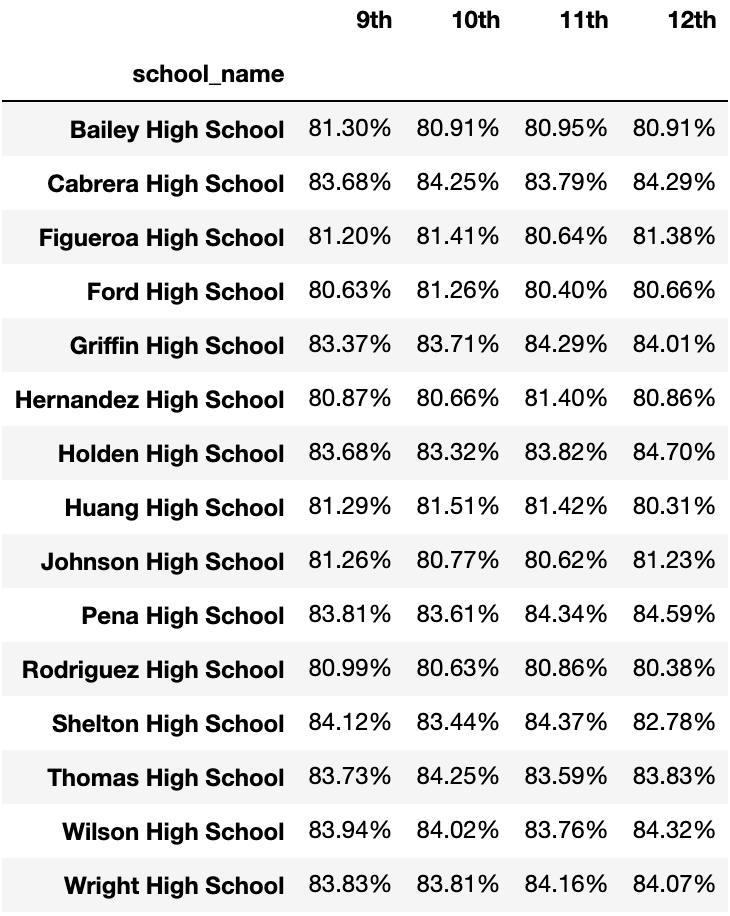 9th 10th 11th 12th
school_name
Bailey High School 81.30% 80.91% 80.95% 80.91%
Cabrera High School 83.68% 84.25% 83.79% 84.29%
Figueroa High School 81.20% 81.41% 80.64% 81.38%
Ford High School 80.63% 81.26% 80.40% 80.66%
Griffin High School 83.37% 83.71% 84.29% 84.01%
Hernandez High School 80.87% 80.66% 81.40% 80.86%
Holden High School 83.68% 83.32% 83.82% 84.70%
Huang High School 81.29% 81.51% 81.42% 80.31%
Johnson High School 81.26% 80.77% 80.62% 81.23%
Pena High School 83.81% 83.61% 84.34% 84.59%
Rodriguez High School 80.99% 80.63% 80.86% 80.38%
Shelton High School 84.12% 83.44% 84.37% 82.78%
Thomas High School 83.73% 84.25% 83.59% 83.83%
Wilson High School 83.94% 84.02% 83.76% 84.32%
Wright High School 83.83% 83.81% 84.16% 84.07%